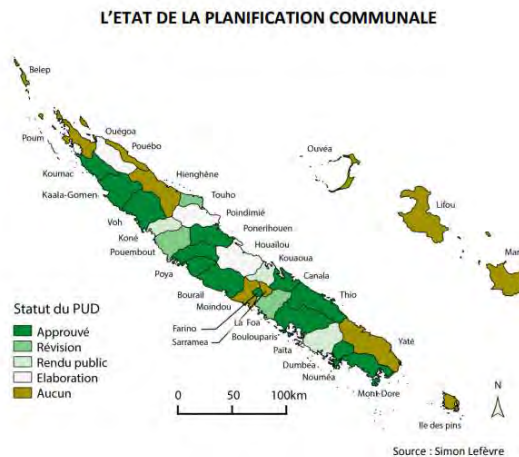 L'ETAT DE LA PLANIFICATION COMMUNALE
Belep
Ouégoa
Pouébo
Poum
Ouvéa
Koumac
Hienghène
Kaala-Gomen
Touho
Lifou
Poindimié
Ponerihouen
Voh
Houaïlou
Koné
Kouaoua
Pouembout
Canala
Poya
Thio
Bourail
Moindou
Statut du PUD
Approuvé
Révision
Rendu public
Elaboration
Aucun
Farino
Sarramea
La Foa
Boulouparis
Yaté
Païta
Dumbéa
Nouméa
Mont-Dore
0 50 100km
N
Ile des pins
Source : Simon Lefèvre